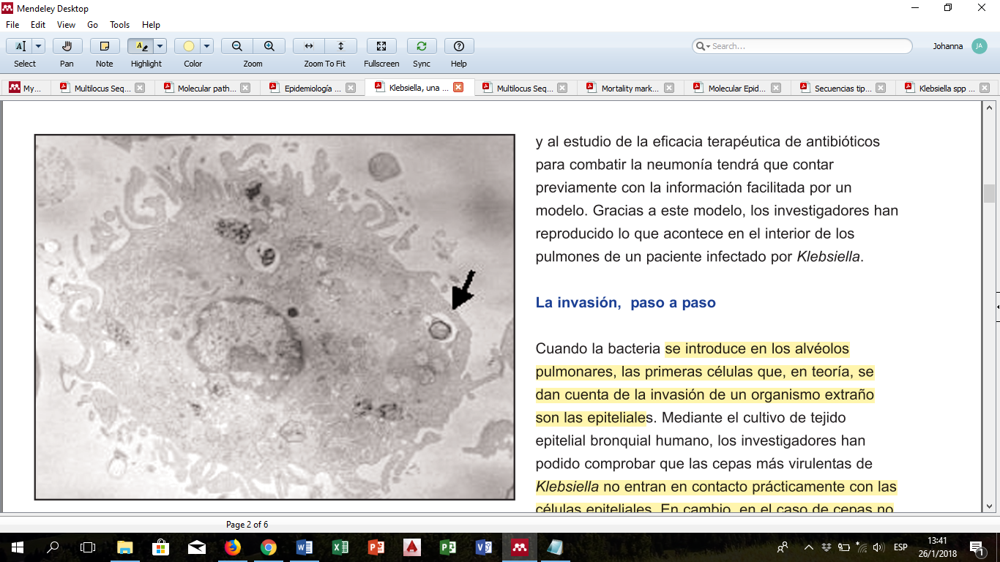 Mendeley Desktop
File Edit View Go Tools Help
Select Pan Note Highlight Color Zoom Zoom To Fit Fullscreen Sync Help
Search...
Johanna JA
My... Multilocus Seq... Molecular path... Epidemiología ... Klebsiella, una ... Multilocus Seq... Mortality mark... Molecular Epid... Secuencias tip... Klebsiella spp ...
y al estudio de la eficacia terapéutica de antibióticos
para combatir la neumonía tendrá que contar
previamente con la información facilitada por un
modelo. Gracias a este modelo, los investigadores han
reproducido lo que acontece en el interior de los
pulmones de un paciente infectado por Klebsiella.
La invasión, paso a paso
Cuando la bacteria se introduce en los alvéolos
pulmonares, las primeras células que, en teoría, se
dan cuenta de la invasión de un organismo extraño
son las epiteliales. Mediante el cultivo de tejido
epitelial bronquial humano, los investigadores han
podido comprobar que las cepas más virulentas de
Klebsiella no entran en contacto prácticamente con las
células epiteliales. En cambio, en el caso de cepas no
Page 2 of 6
ESP
13:41
26/1/2018
1